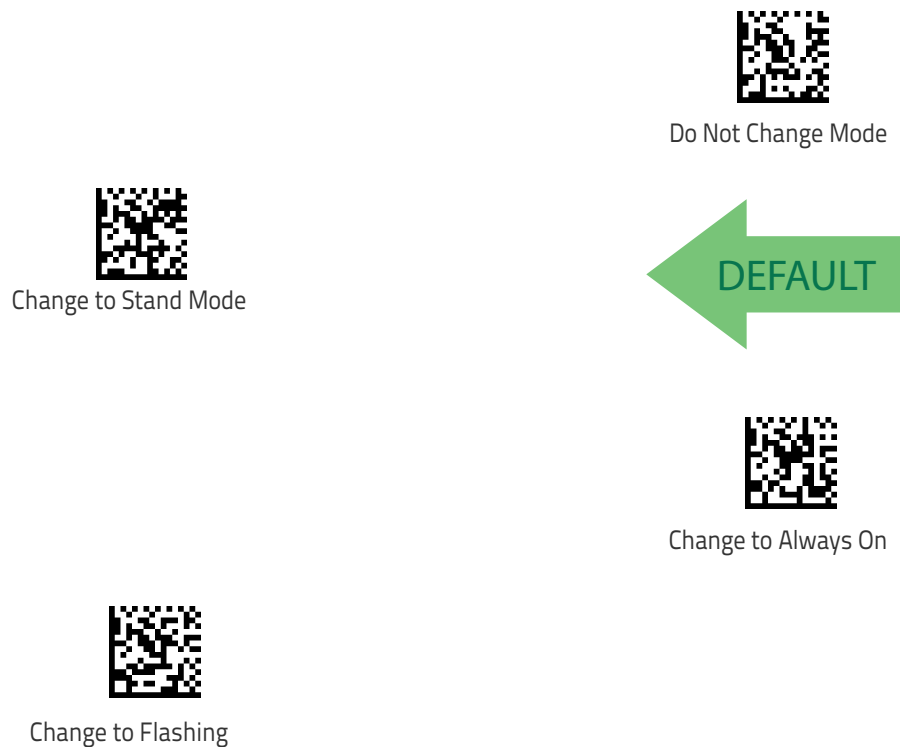 Do Not Change Mode
Change to Stand Mode
DEFAULT
Change to Always On
Change to Flashing